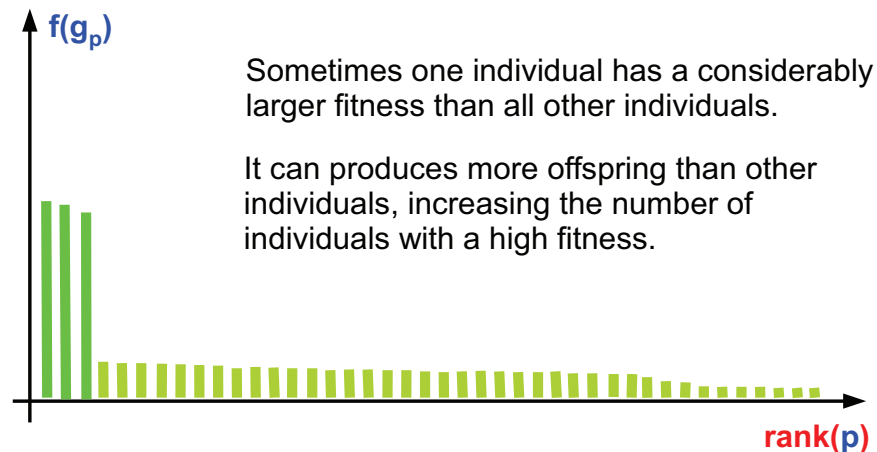 f(gp)
Sometimes one individual has a considerably
larger fitness than all other individuals.
It can produces more offspring than other
individuals, increasing the number of
individuals with a high fitness.
rank(p)